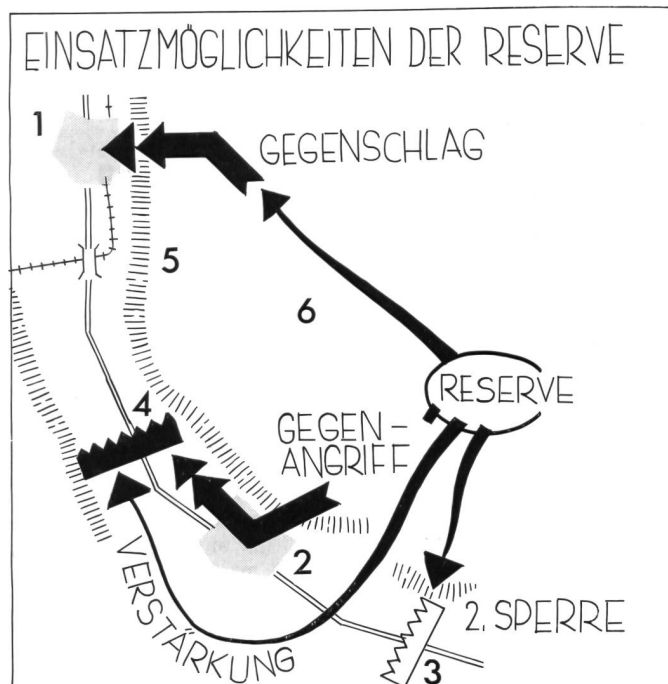 EINSATZMÖGLICHKEITEN DER RESERVE
1
GEGENSCHLAG
5
6
RESERVE
4
GEGEN-
ANGRIFF
2
VERSTÄRKUNG
2. SPERRE
3